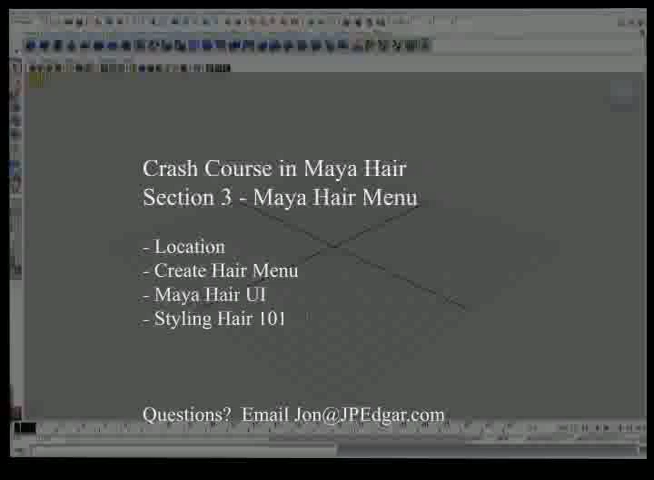 Crash Course in Maya Hair
Section 3 - Maya Hair Menu
- Location
- Create Hair Menu
- Maya Hair UI
- Styling Hair 101
Questions? Email Jon@JPEdgar.com